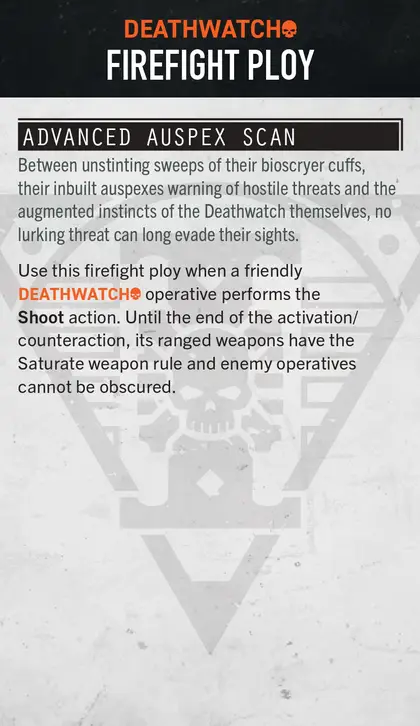 DEATHWATCH
FIREFIGHT PLOY
ADVANCED AUSPEX SCAN
Between unstinting sweeps of their bioscryer cuffs,
their inbuilt auspexes warning of hostile threats and the
augmented instincts of the Deathwatch themselves, no
lurking threat can long evade their sights.
Use this firefight ploy when a friendly
DEATHWATCH operative performs the
Shoot action. Until the end of the activation/
counteraction, its ranged weapons have the
Saturate weapon rule and enemy operatives
cannot be obscured.